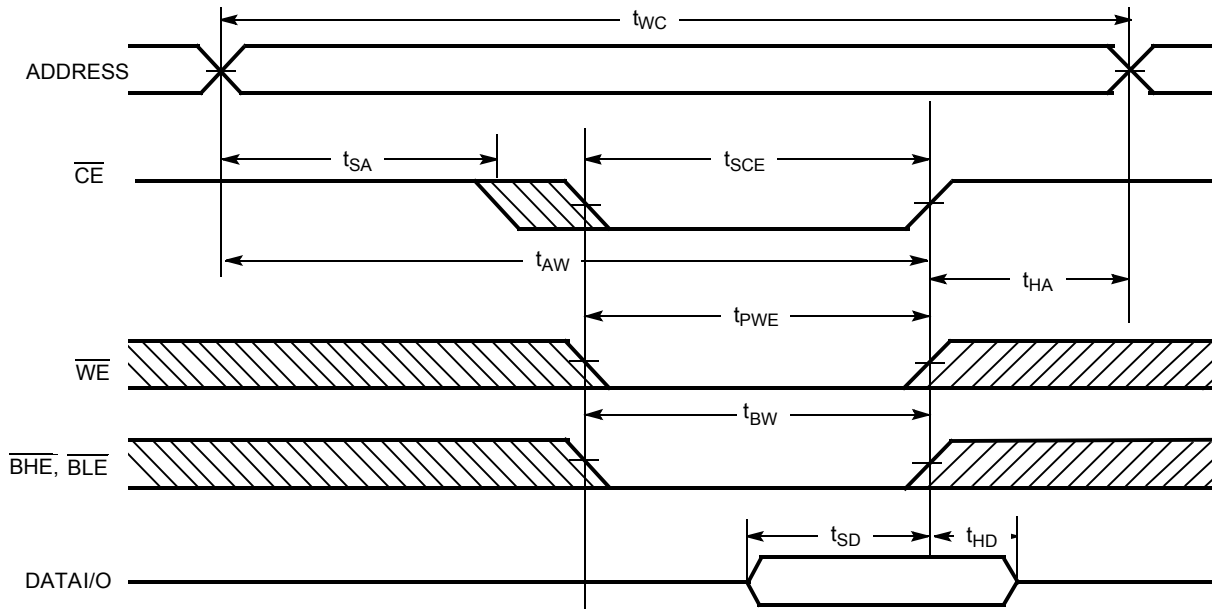 tWC
ADDRESS
tSA
tSCE
CE
tAW
tHA
tPWE
WE
tBW
BHE, BLE
tSD
tHD
DATAI/O